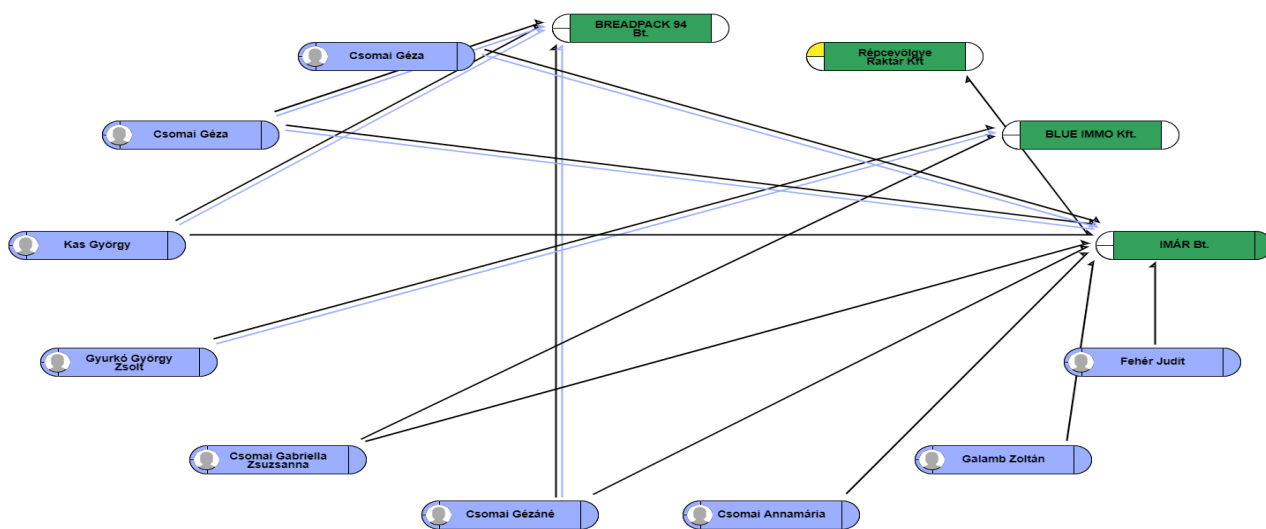 BREADPACK 94
Bt.
Csomai Géza
Répcevölgye
Raktár Kft
Csomai Géza
BLUE IMMO Kft.
Kas György
IMÁR Bt.
Gyurkó György
Zsolt
Fehér Judit
Csomai Gabriella
Zsuzsanna
Galamb Zoltán
Csomai Gézáné
Csomai Annamária